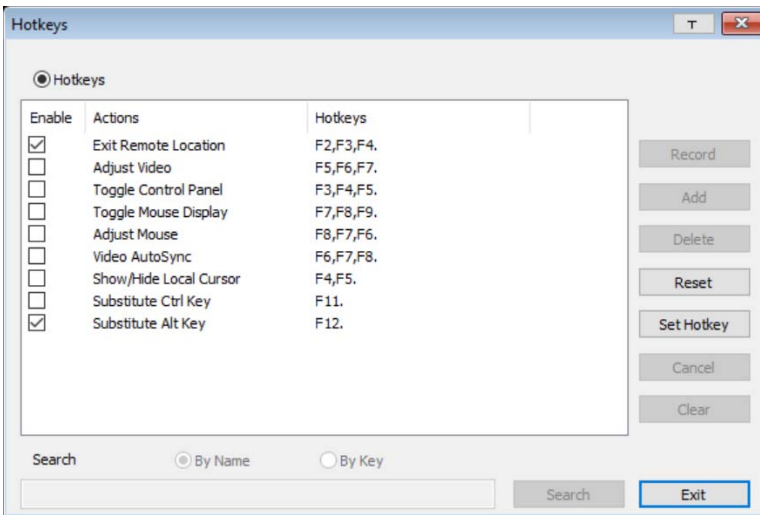 Hotkeys
T
Hotkeys
Enable Actions Hotkeys
Exit Remote Location F2,F3,F4.
Adjust Video F5,F6,F7.
Toggle Control Panel F3,F4,F5.
Toggle Mouse Display F7,F8,F9.
Adjust Mouse F8,F7,F6.
Video AutoSync F6,F7,F8.
Show/Hide Local Cursor F4,F5.
Substitute Ctrl Key F11.
Substitute Alt Key F12.
Record
Add
Delete
Reset
Set Hotkey
Cancel
Clear
Search By Name By Key
Search Exit